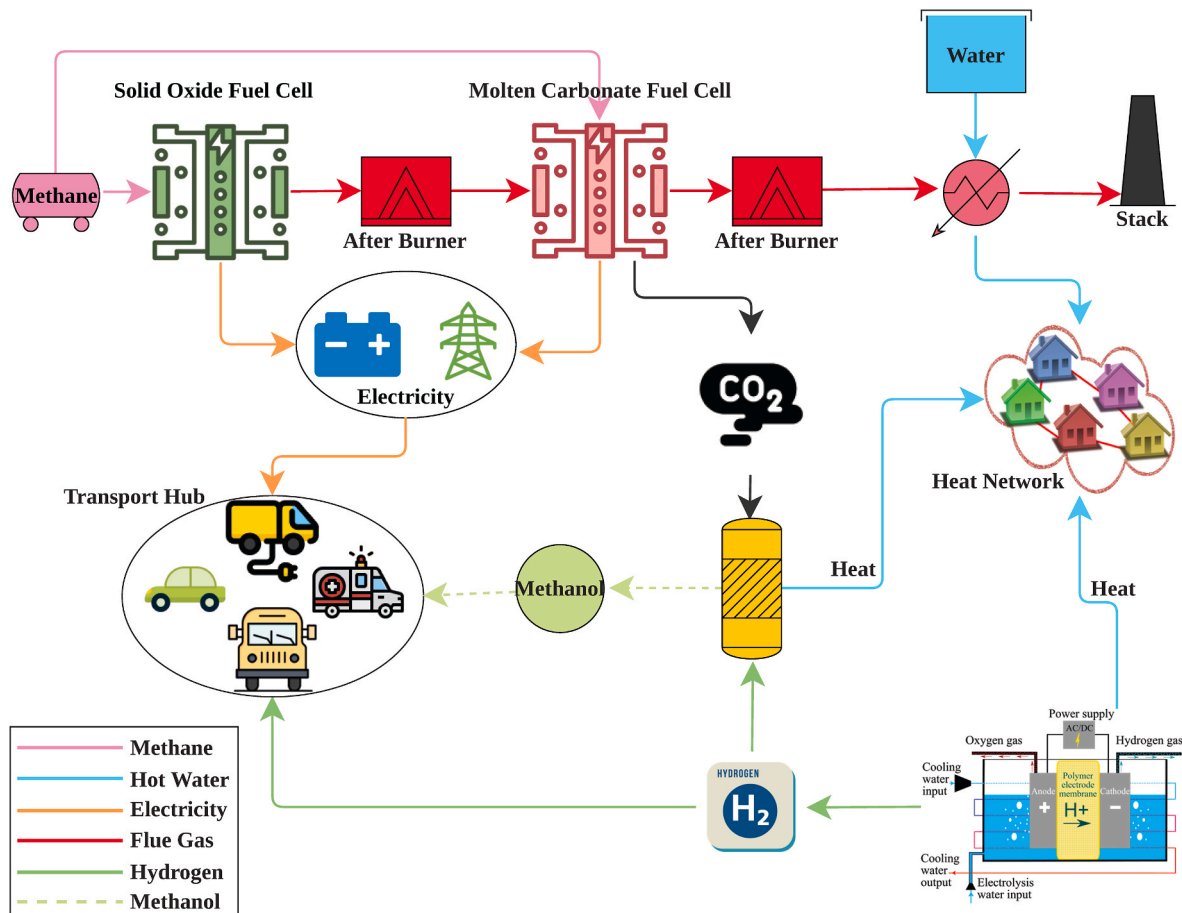 Water
Solid Oxide Fuel Cell
Molten Carbonate Fuel Cell
Methane
After Burner
After Burner
Stack
− +
Electricity
CO2
Heat Network
Transport Hub
Methanol
Heat
Heat
HYDROGEN
H2
Power supply
AC/DC
Oxygen gas
Hydrogen gas
Cooling
water
input
Polymer
electrode
membrane
Anode
Cathode
+
H+
−
Cooling
water
output
Electrolysis
water input
Methane
Hot Water
Electricity
Flue Gas
Hydrogen
Methanol